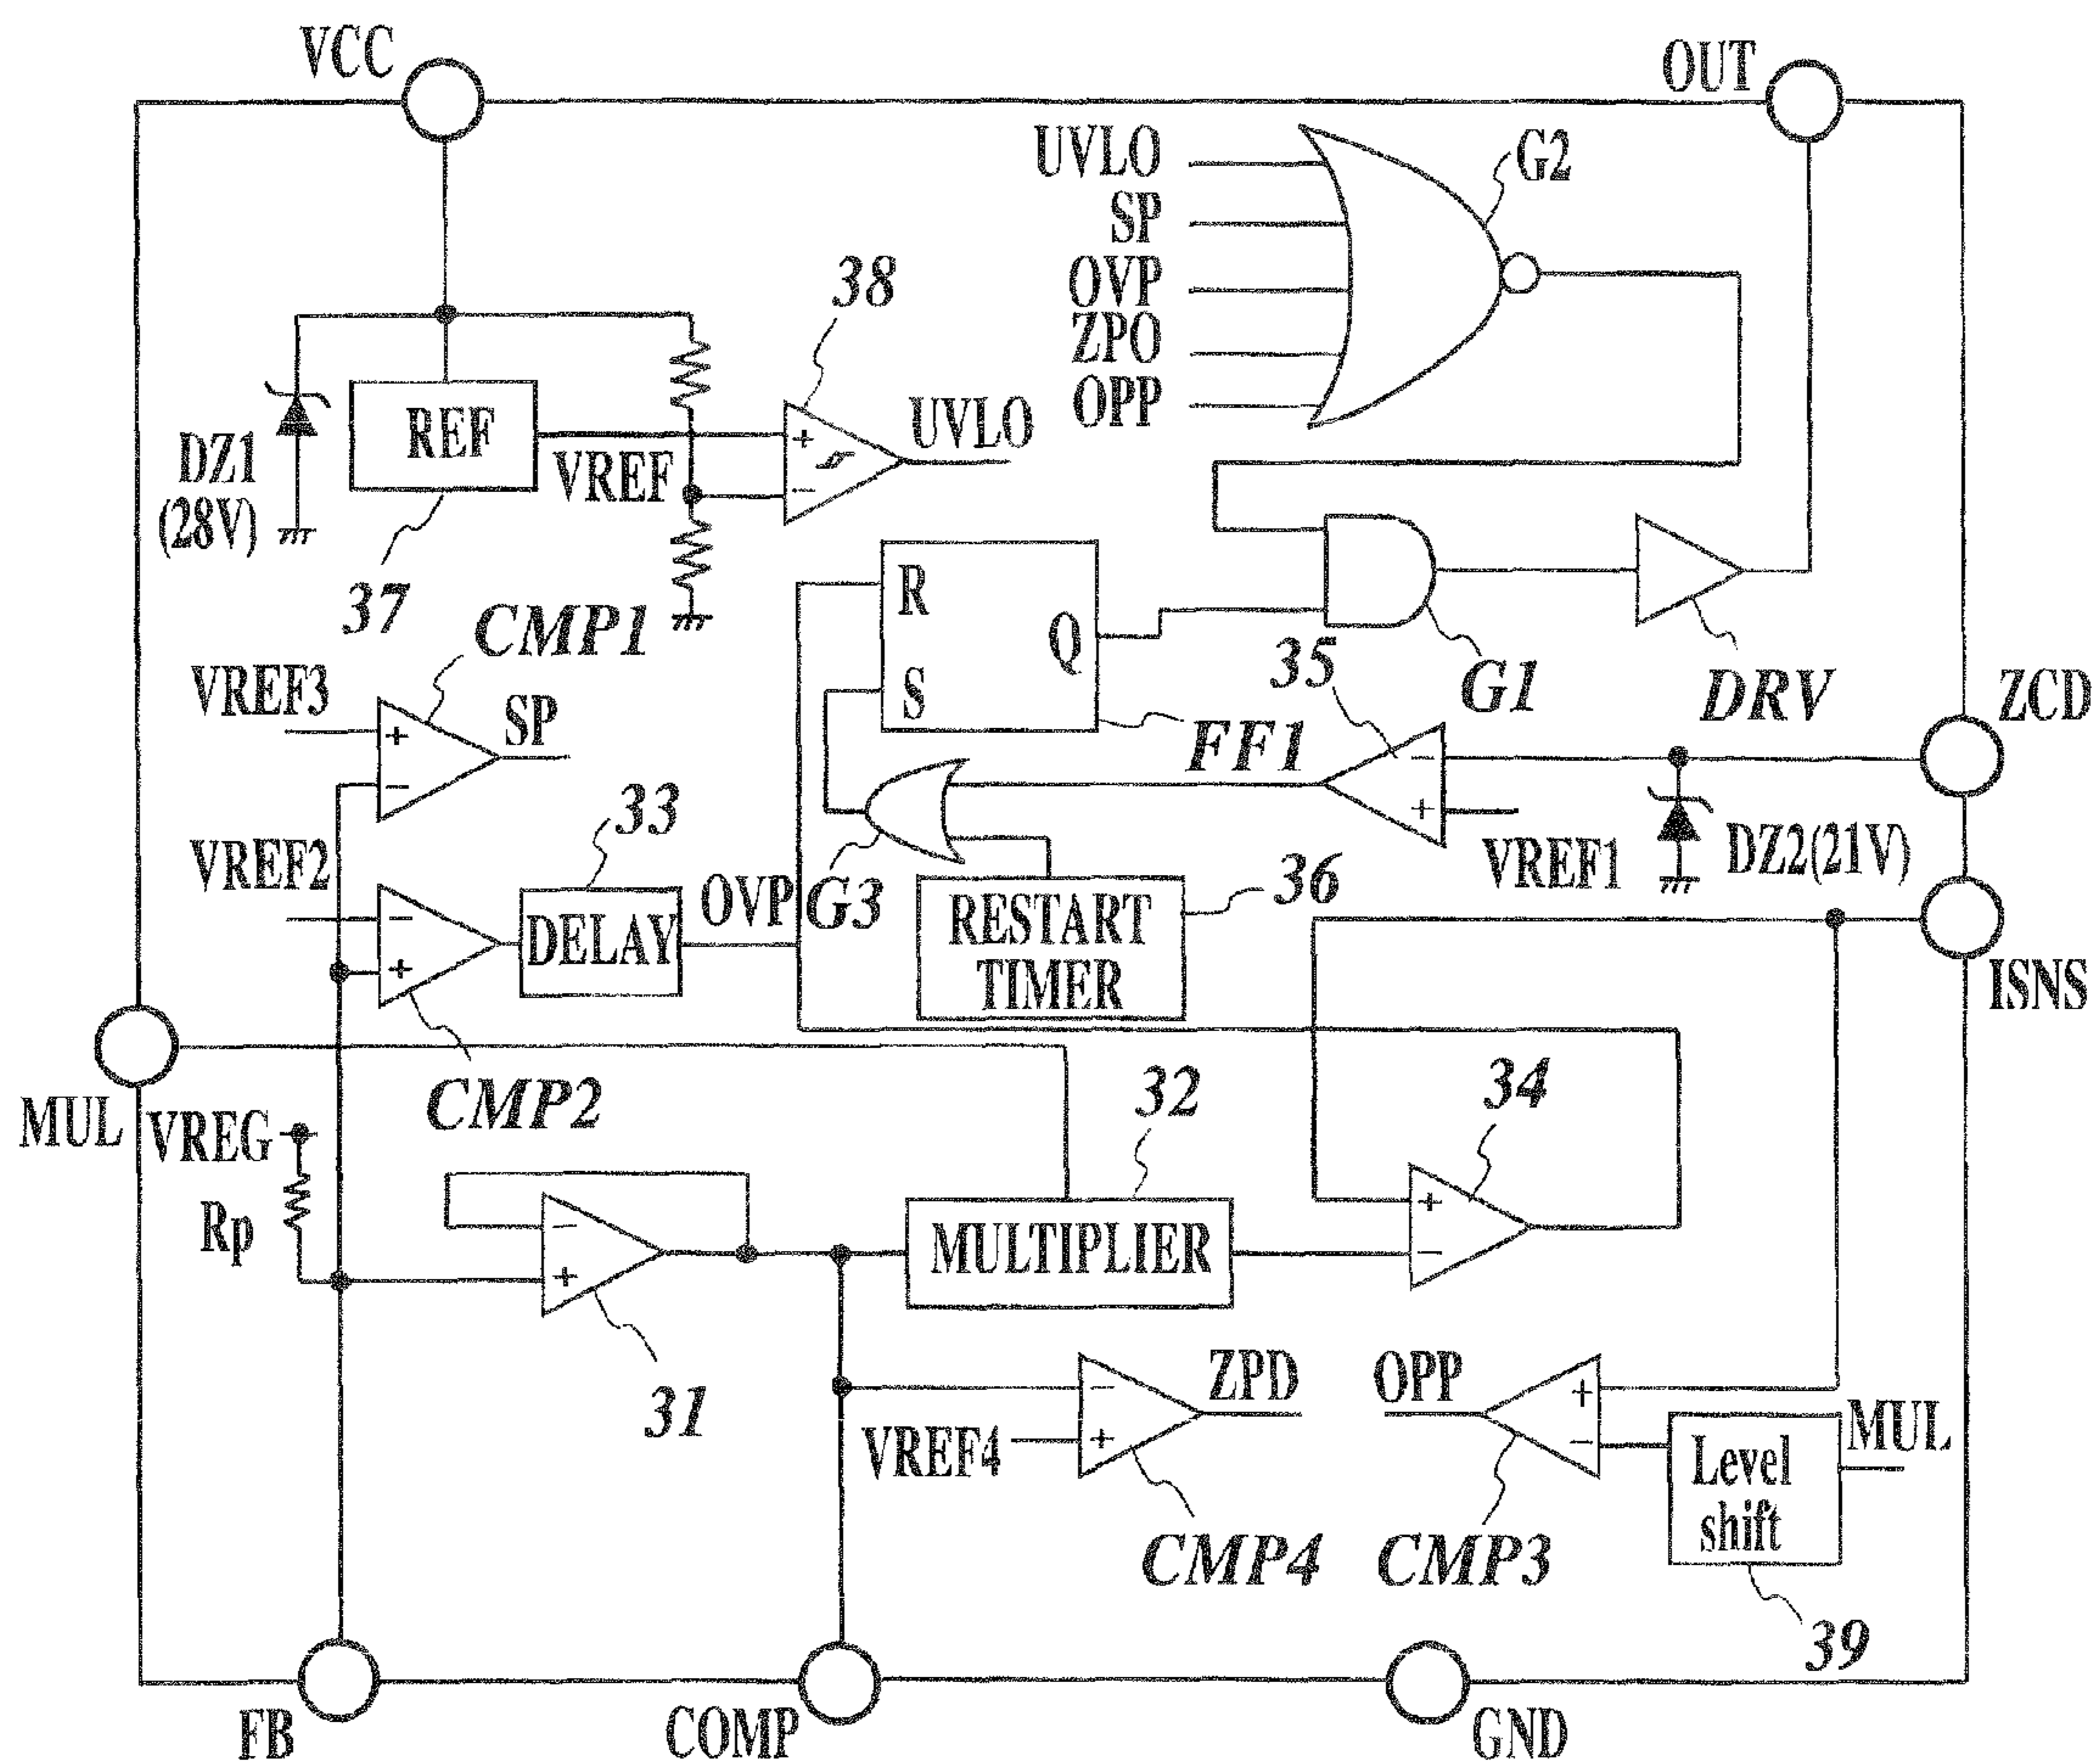 VCC
OUT
UVLO
G2
SP
38
OVP
ZPO
OPP
UVLO
REF
+
DZ1
(28V)
VREF
−
37
R
Q
S
35
G1
DRV
ZCD
CMP1
VREF3
+
SP
−
FF1
−
+
VREF1
DZ2(21V)
33
VREF2
−
+
DELAY
OVP
G3
36
RESTART
TIMER
ISNS
MUL
CMP2
VREG
Rp
32
34
−
+
MULTIPLIER
+
−
31
ZPD
OPP
−
+
VREF4
+
−
MUL
Level
shift
CMP4
CMP3
39
FB
COMP
GND